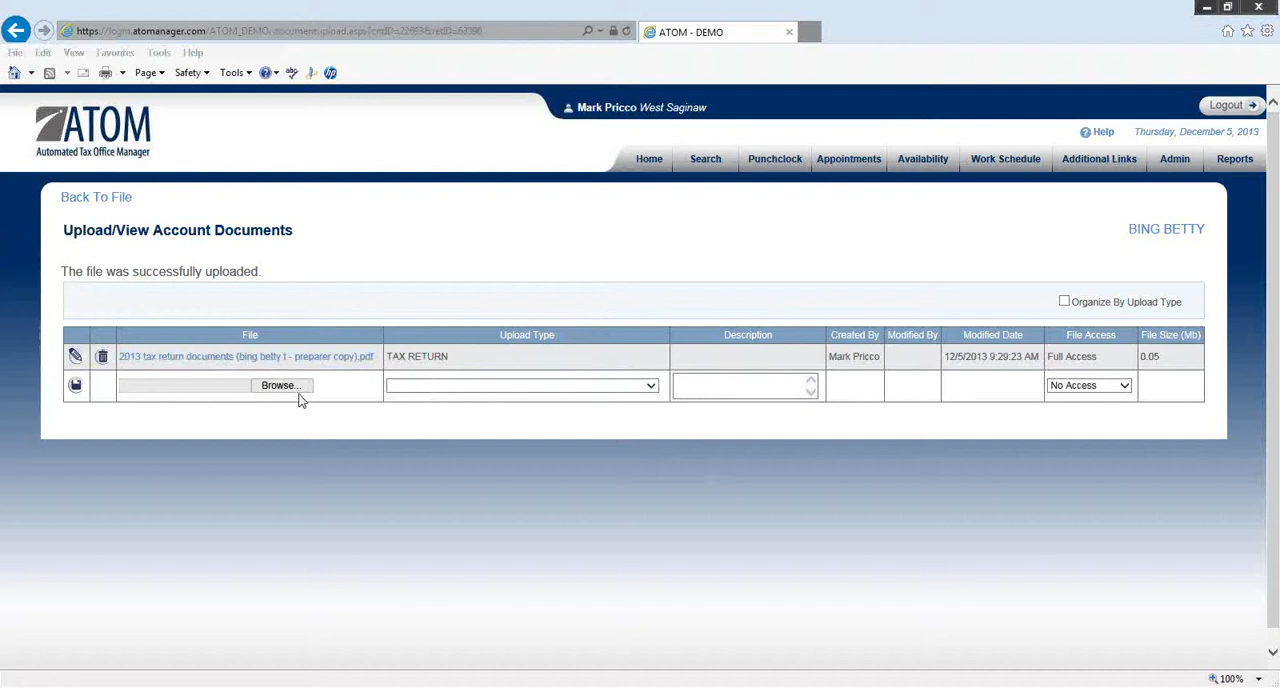 https://login.atomanager.com/ATOM_DEMO/documentupload.aspx?
ATOM - DEMO
File Edit View Favorites Tools Help
Page Safety Tools
ATOM
Automated Tax Office Manager
Mark Pricco West Saginaw
Logout
Help Thursday, December 5, 2013
Home Search Punchclock Appointments Availability Work Schedule Additional Links Admin Reports
Back To File
Upload/View Account Documents
BING BETTY
The file was successfully uploaded.
Organize By Upload Type
File Upload Type Description Created By Modified By Modified Date File Access File Size (Mb)
2013 tax return documents (bing betty t - preparer copy).pdf TAX RETURN Mark Pricco 12/5/2013 9:29:23 AM Full Access 0.05
Browse... No Access
100%